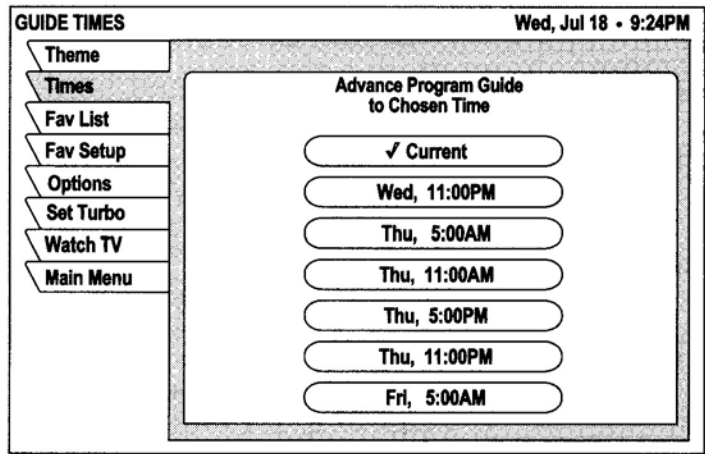 GUIDE TIMES
Wed, Jul 18 • 9:24PM
Theme
Times
Fav List
Fav Setup
Options
Set Turbo
Watch TV
Main Menu
Advance Program Guide
to Chosen Time
✓ Current
Wed, 11:00PM
Thu, 5:00AM
Thu, 11:00AM
Thu, 5:00PM
Thu, 11:00PM
Fri, 5:00AM